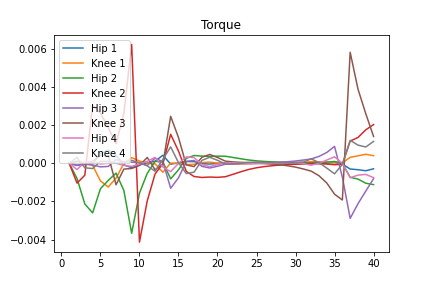 Torque
Hip 1
Knee 1
Hip 2
Knee 2
Hip 3
Knee 3
Hip 4
Knee 4
0.006
0.004
0.002
0.000
−0.002
−0.004
0 5 10 15 20 25 30 35 40